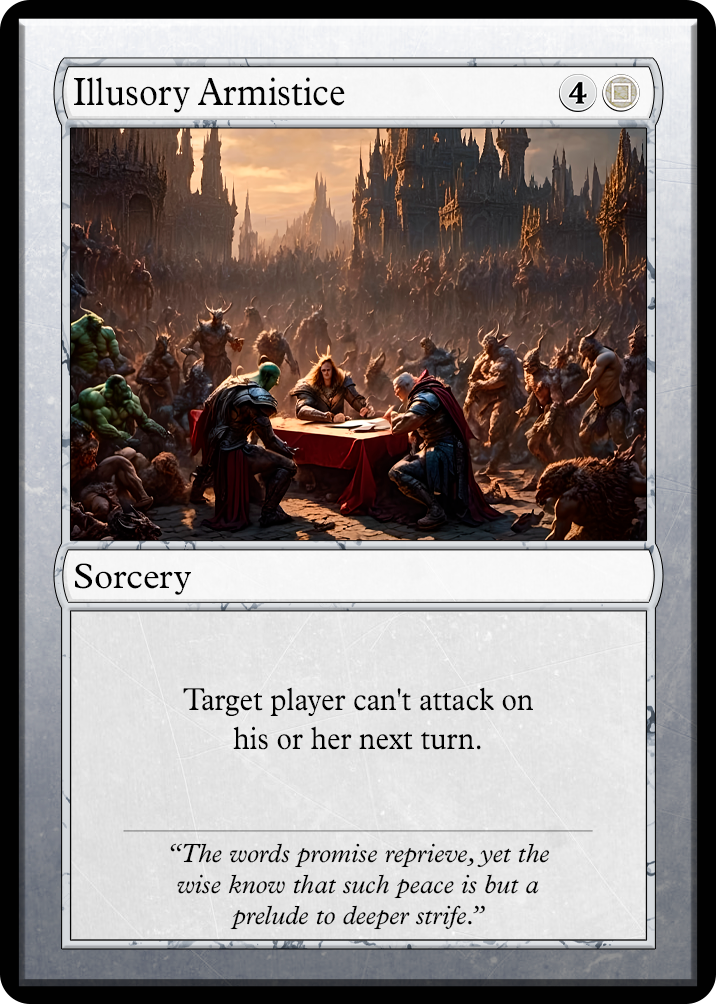 Illusory Armistice 4
Sorcery
Target player can't attack on
his or her next turn.
“The words promise reprieve, yet the
wise know that such peace is but a
prelude to deeper strife.”